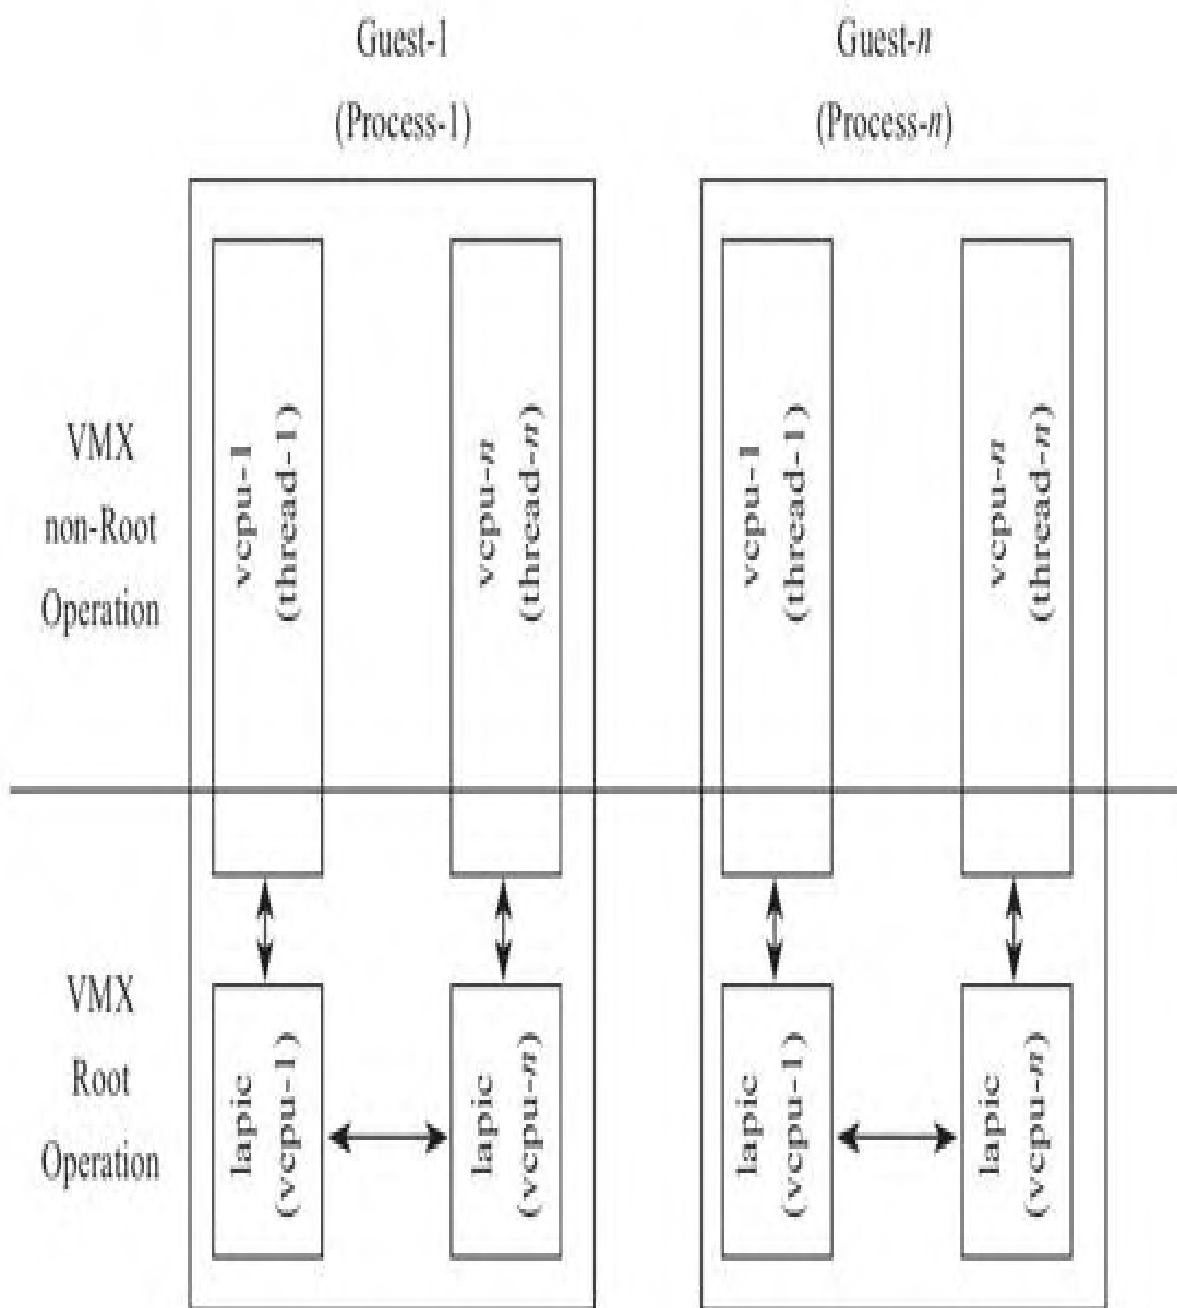 Guest-1
(Process-1)
Guest-n
(Process-n)
VMX
non-Root
Operation
vcpu-1
(thread-1)
vcpu-n
(thread-n)
vcpu-1
(thread-1)
vcpu-n
(thread-n)
VMX
Root
Operation
lapic
(vcpu-1)
lapic
(vcpu-n)
lapic
(vcpu-1)
lapic
(vcpu-n)